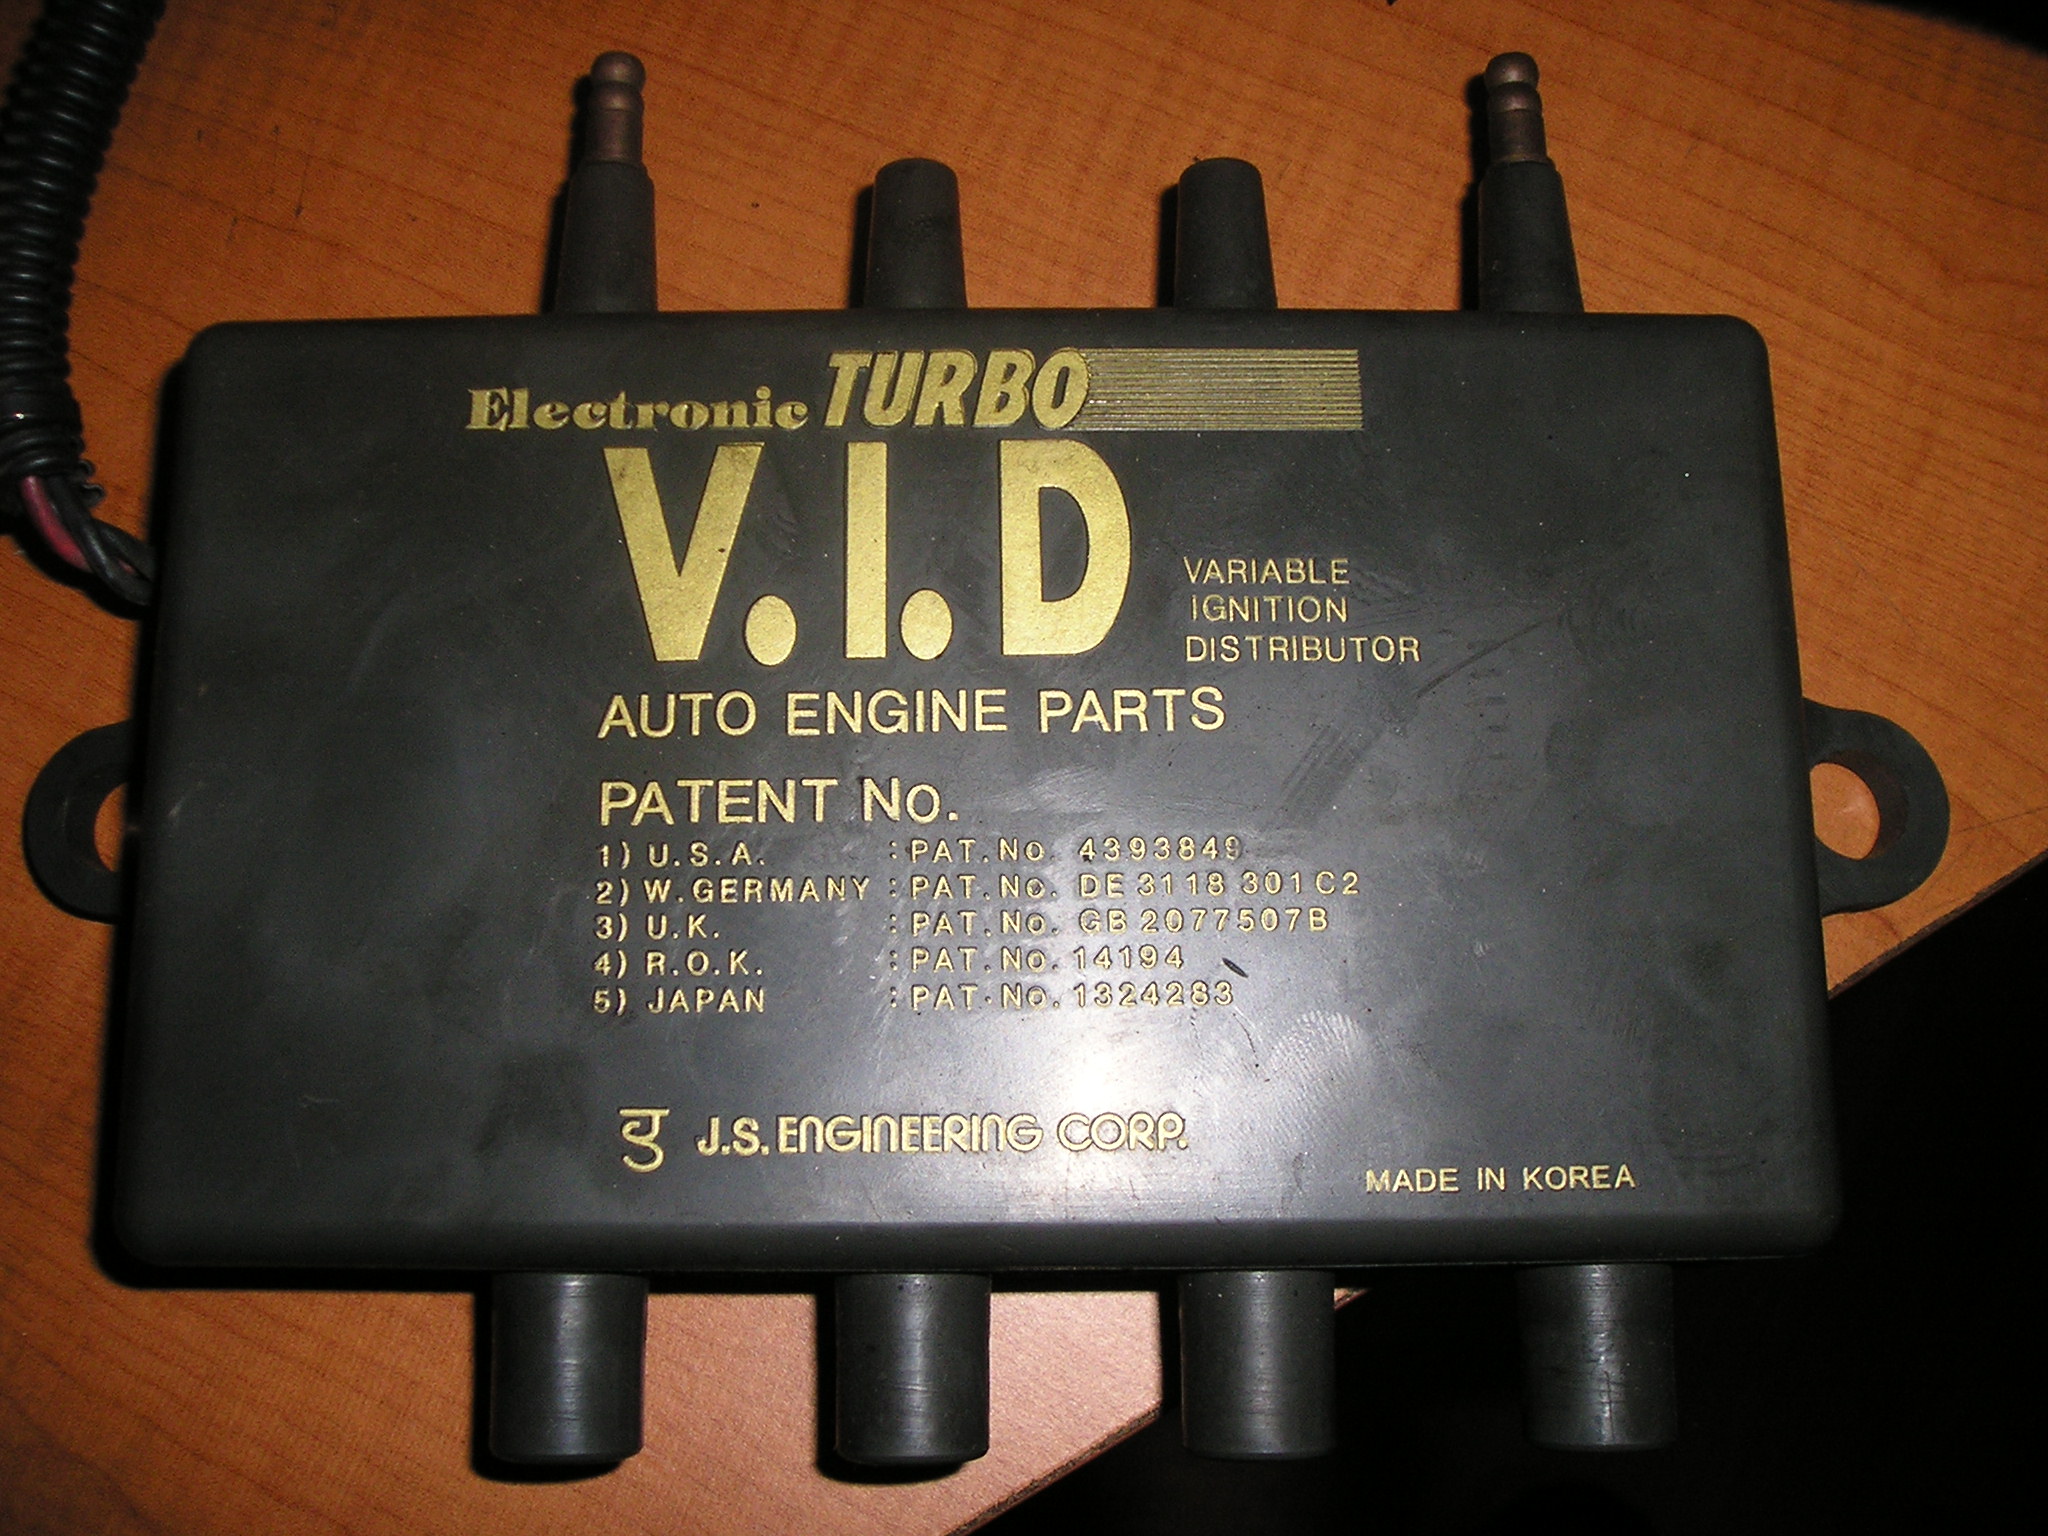 Electronic TURBO
V.I.D
VARIABLE
IGNITION
DISTRIBUTOR
AUTO ENGINE PARTS
PATENT No.
1) U.S.A. : PAT.No. 4393849
2) W.GERMANY : PAT.No. DE 3118 301 C2
3) U.K. : PAT.No. GB 2077507B
4) R.O.K. : PAT.No. 14194
5) JAPAN : PAT.No. 1324283
J.S. ENGINEERING CORP.
MADE IN KOREA